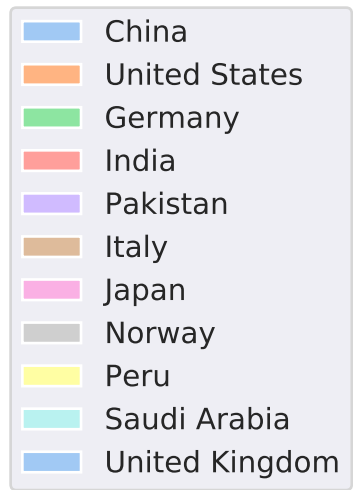 China
United States
Germany
India
Pakistan
Italy
Japan
Norway
Peru
Saudi Arabia
United Kingdom